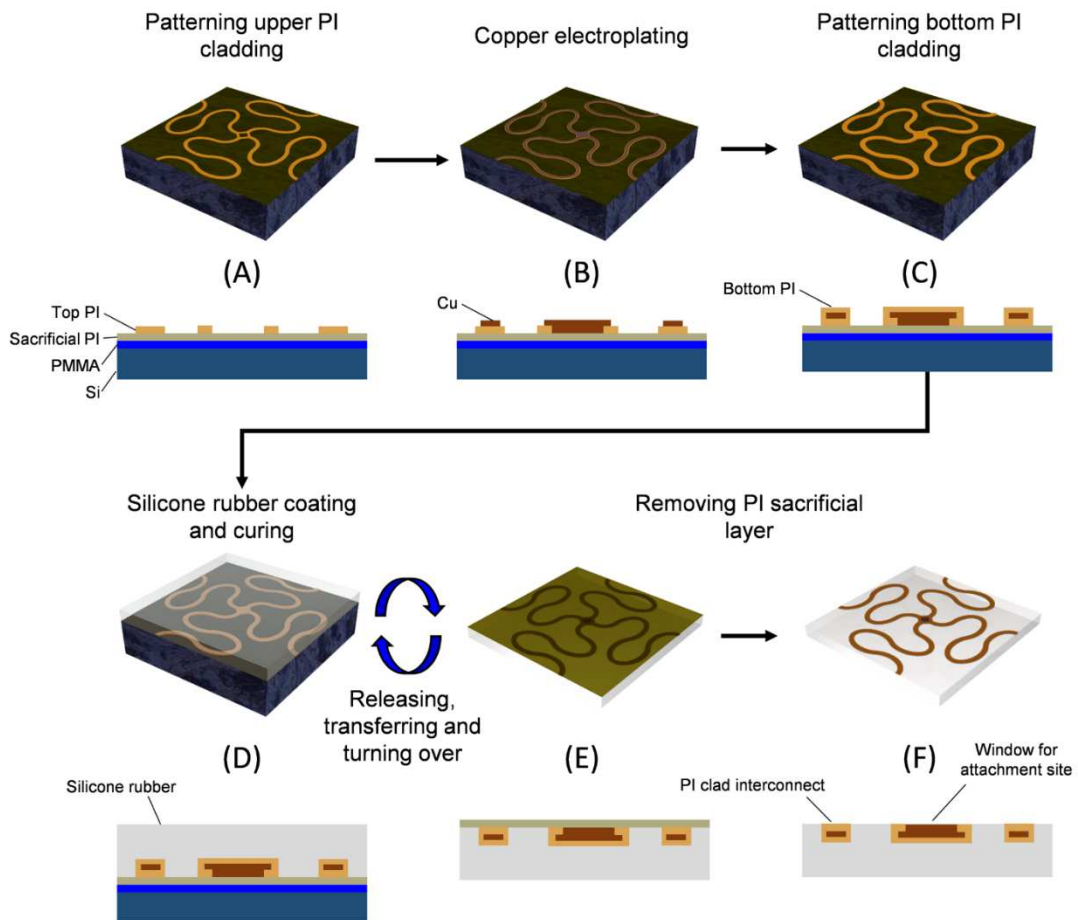 Patterning upper PI
cladding
Copper electroplating
Patterning bottom PI
cladding
(A)
(B)
(C)
Top PI
Sacrificial PI
PMMA
Si
Cu
Bottom PI
Silicone rubber coating
and curing
Removing PI sacrificial
layer
Releasing,
transferring and
turning over
(D)
(E)
(F)
Silicone rubber
PI clad interconnect
Window for
attachment site